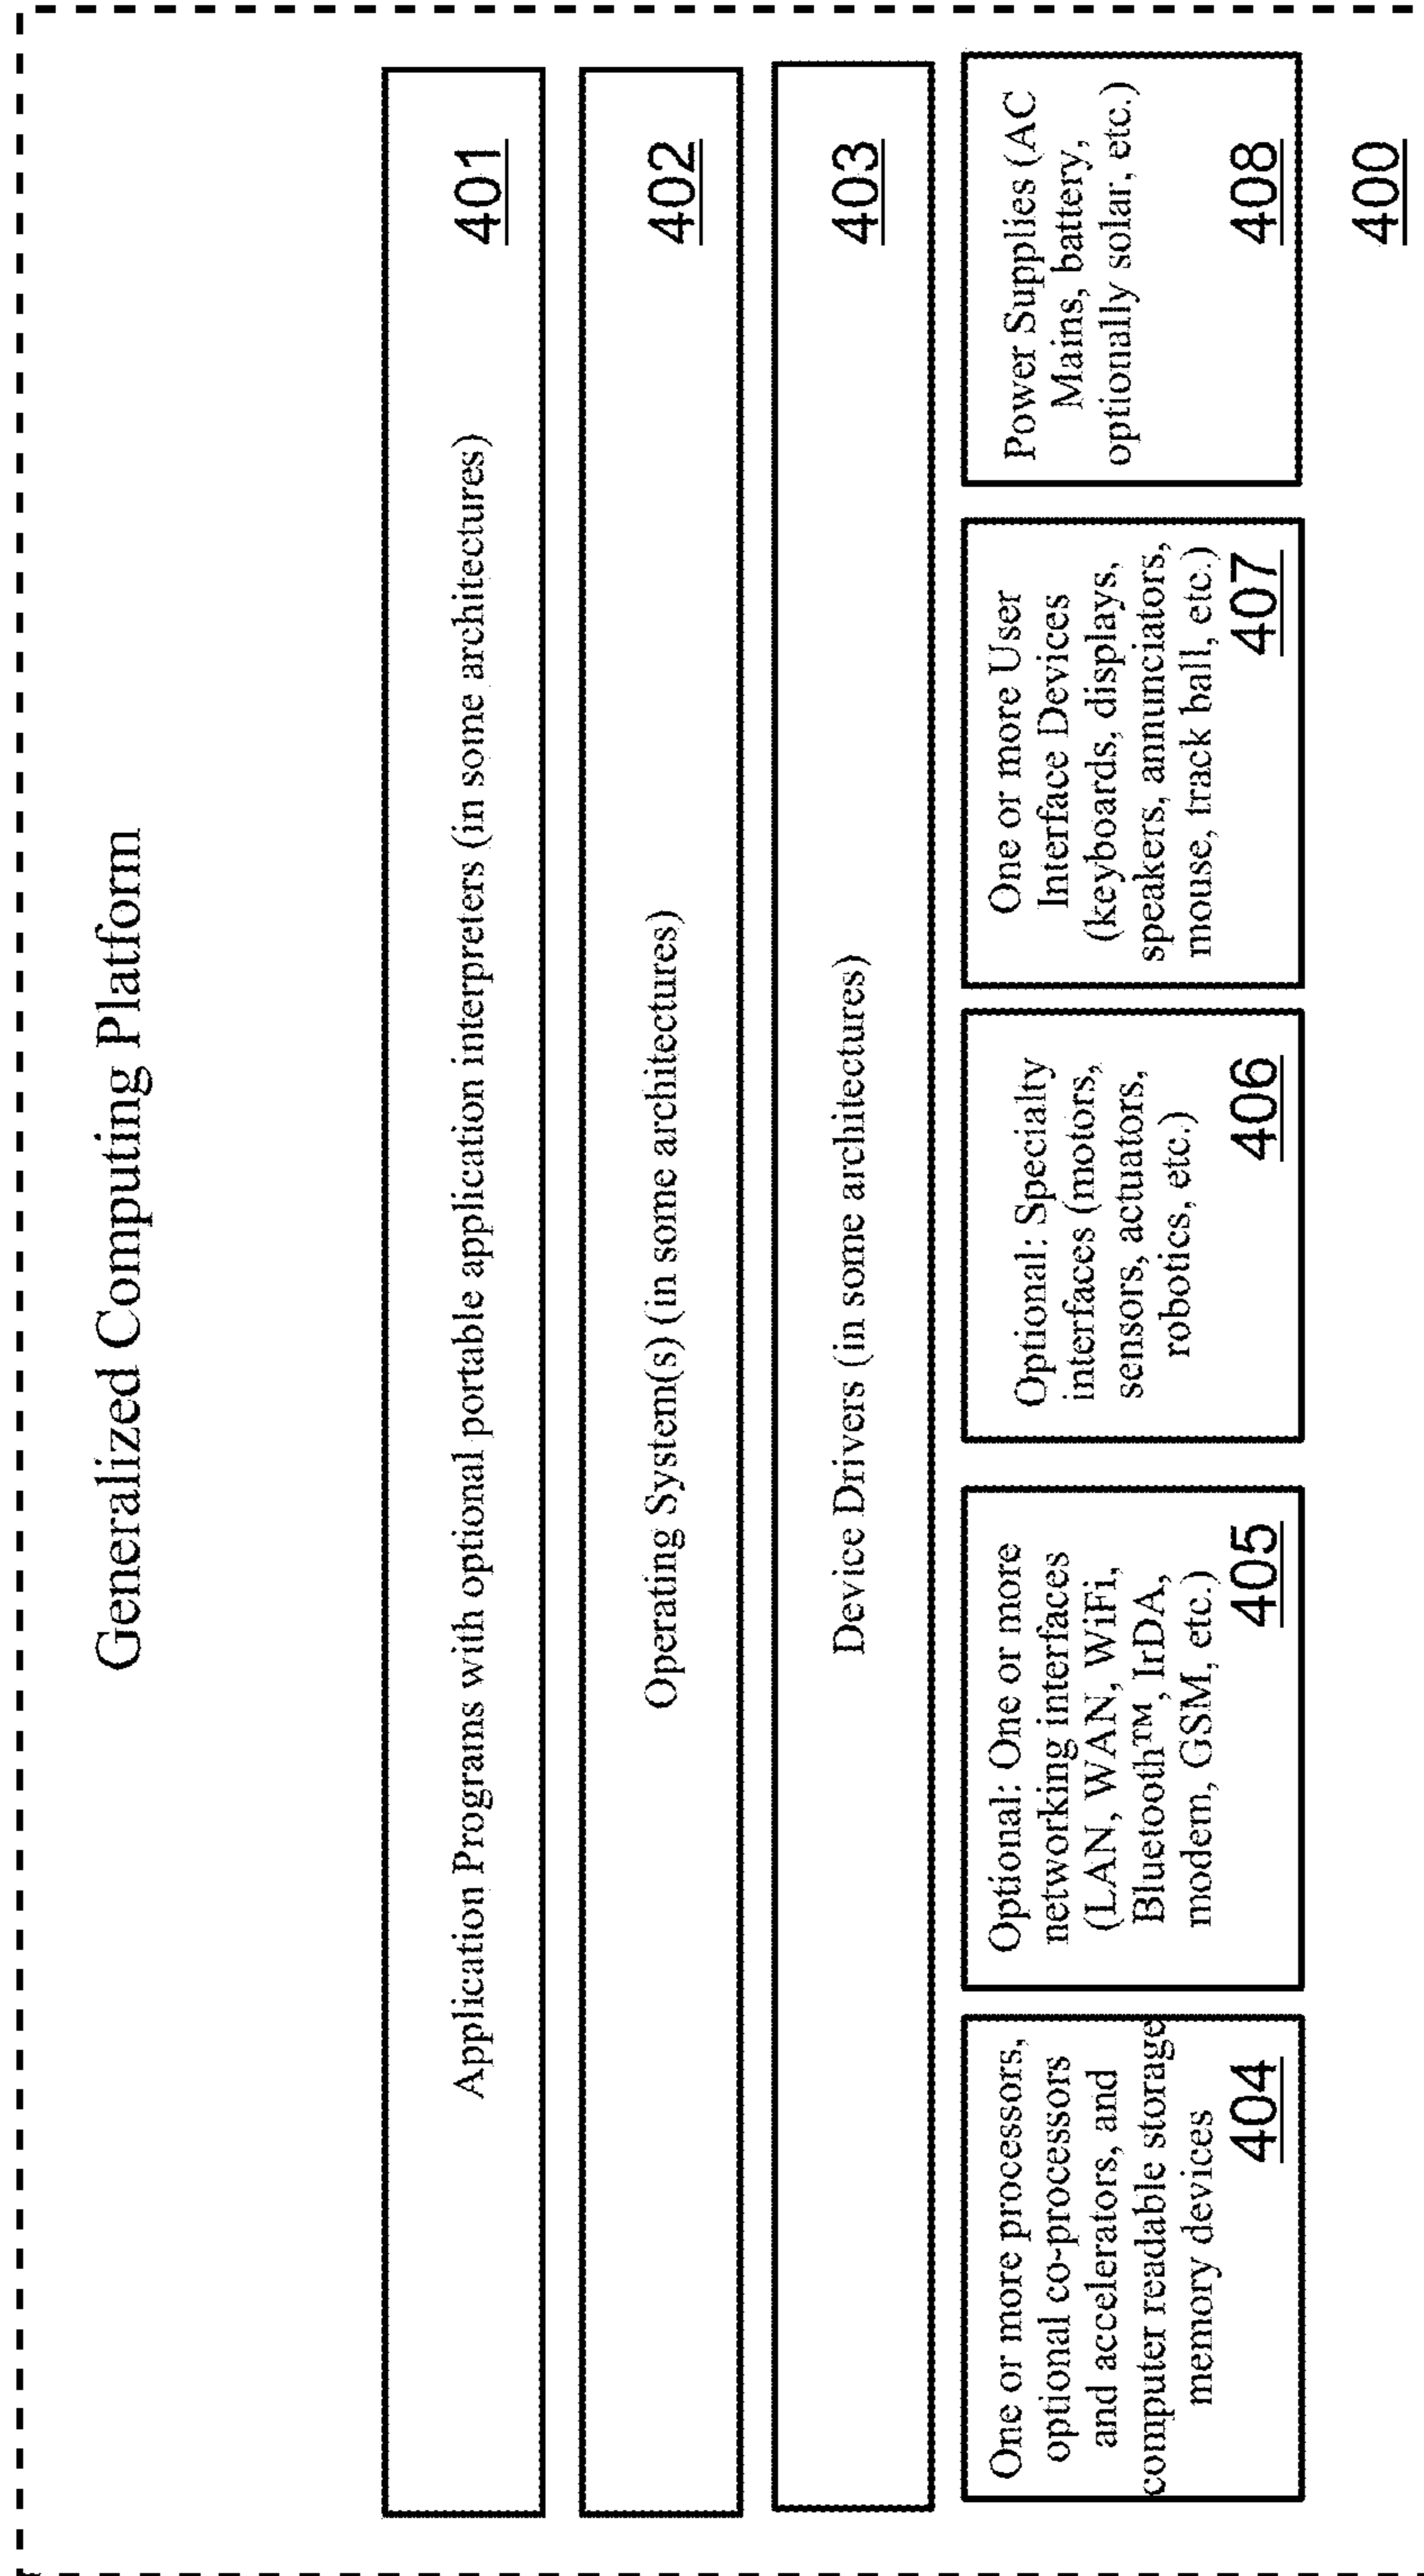 Generalized Computing Platform
Application Programs with optional portable application interpreters (in some architectures)
401
Operating System(s) (in some architectures)
402
Device Drivers (in some architectures)
403
One or more processors,
optional co-processors
and accelerators, and
computer readable storage
memory devices
404
Optional: One or more
networking interfaces
(LAN, WAN, WiFi,
Bluetooth™, IrDA,
modem, GSM, etc.)
405
Optional: Specialty
interfaces (motors,
sensors, actuators,
robotics, etc.)
406
One or more User
Interface Devices
(keyboards, displays,
speakers, annunciators,
mouse, track ball, etc.)
407
Power Supplies (AC
Mains, battery,
optionally solar, etc.)
408
400